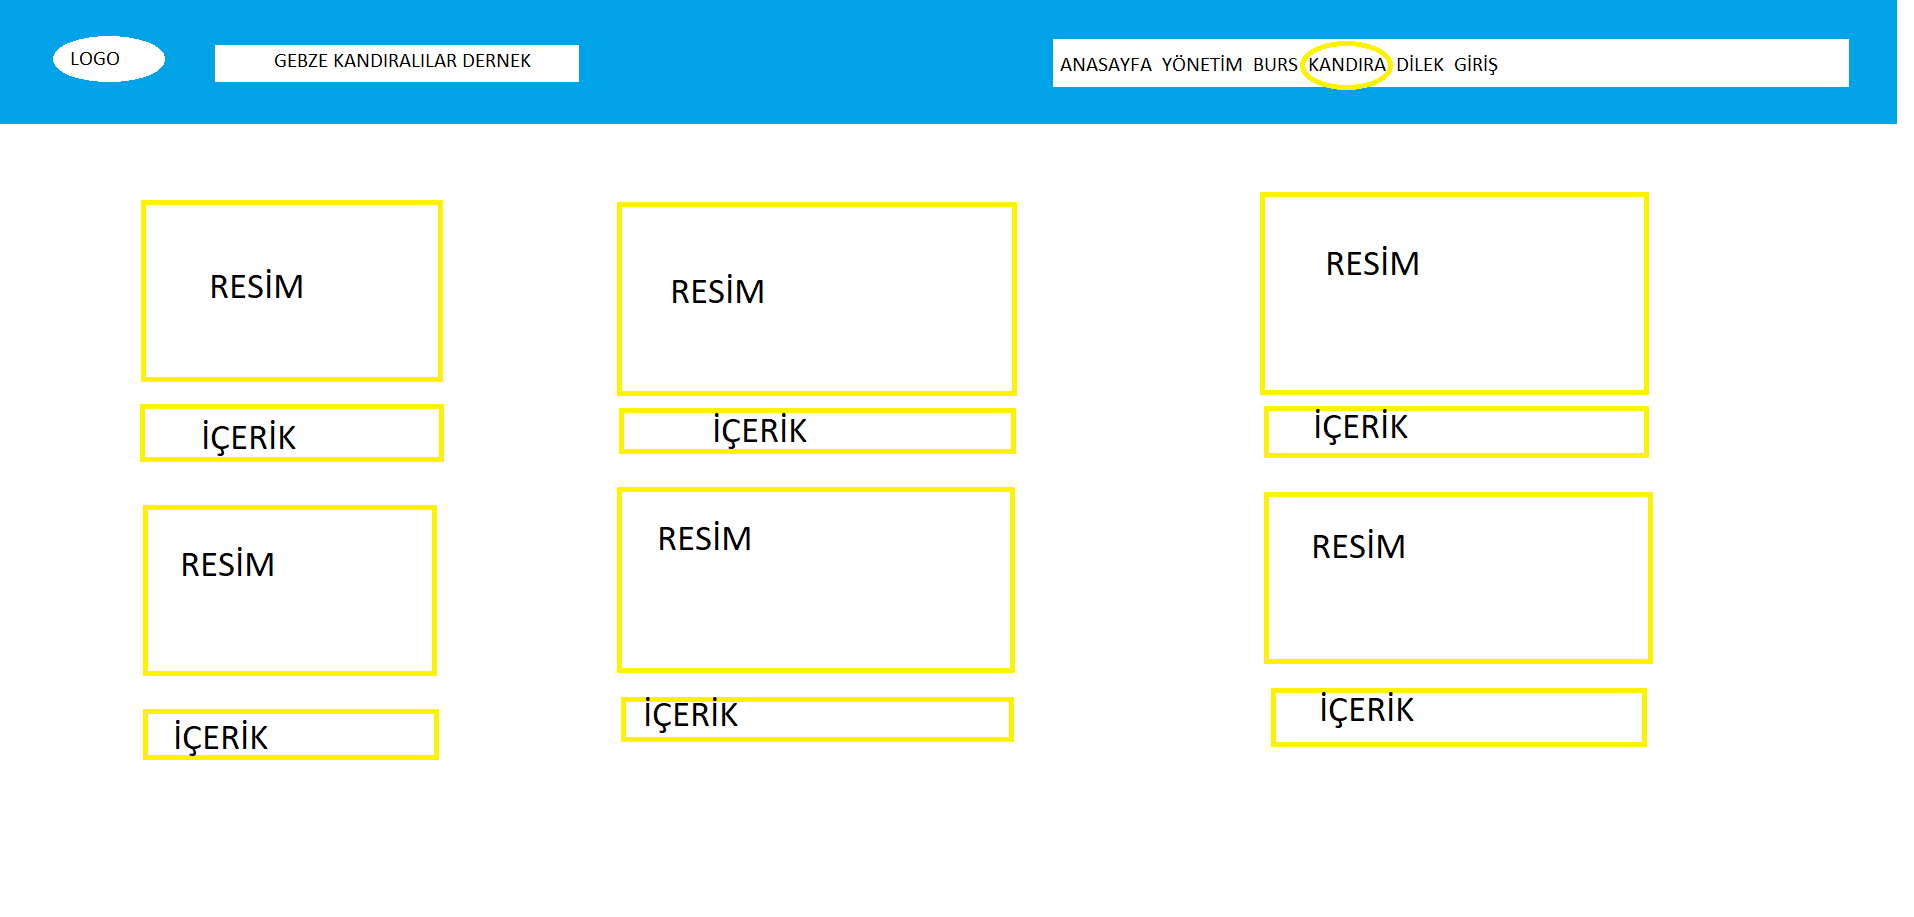 LOGO
GEBZE KANDIRALILAR DERNEK
ANASAYFA YÖNETİM BURS KANDIRA DİLEK GİRİŞ
RESİM
RESİM
RESİM
İÇERİK
İÇERİK
İÇERİK
RESİM
RESİM
RESİM
İÇERİK
İÇERİK
İÇERİK